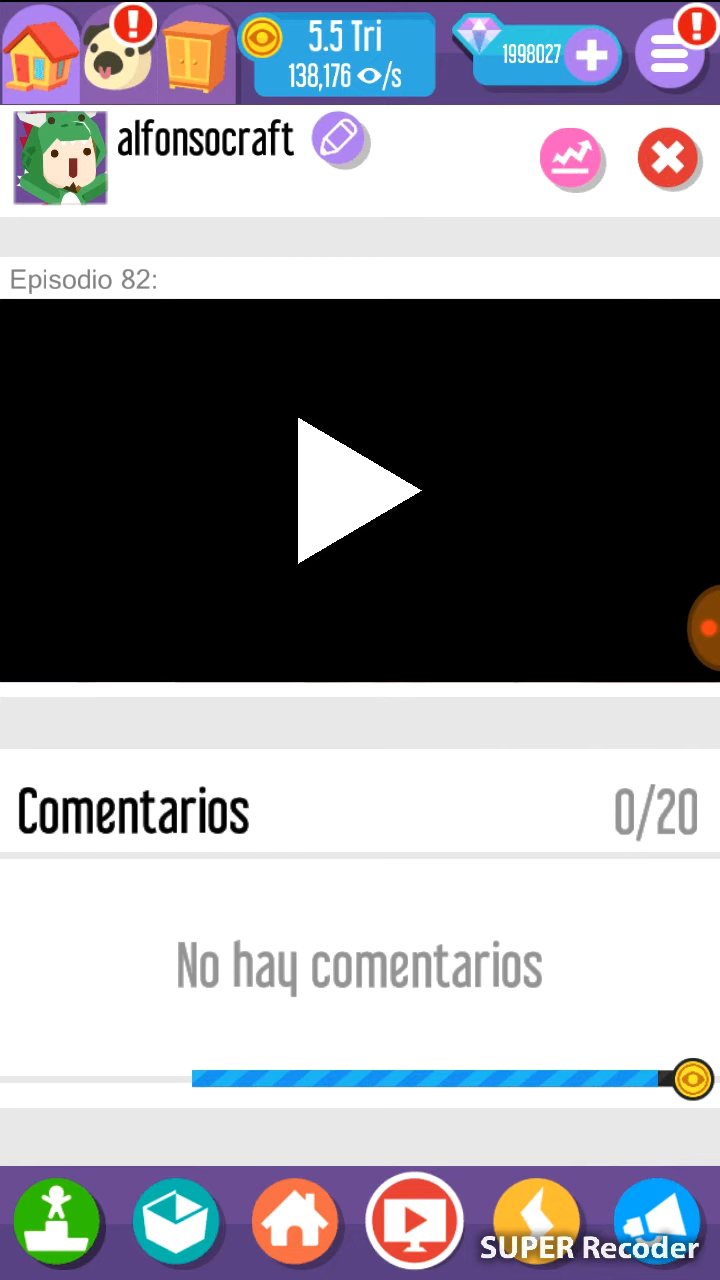 5.5 Tri
138,176 /s
1998027
alfonsocraft
Episodio 82:
Comentarios
0/20
No hay comentarios
SUPER Recoder